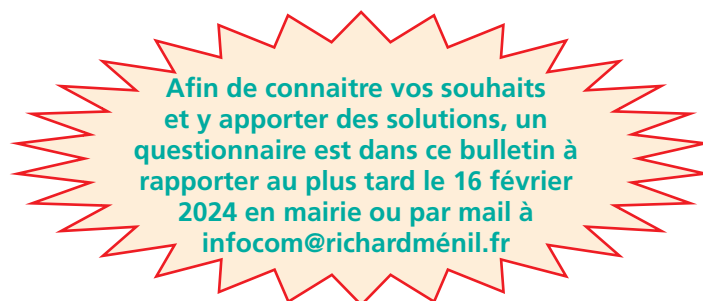 Afin de connaitre vos souhaits
et y apporter des solutions, un
questionnaire est dans ce bulletin à
rapporter au plus tard le 16 février
2024 en mairie ou par mail à
infocom@richardménil.fr